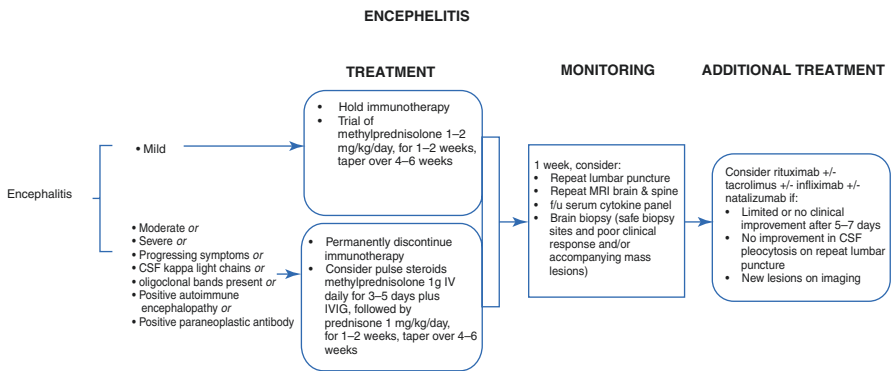 ENCEPHELITIS
TREATMENT
MONITORING
ADDITIONAL TREATMENT
Encephalitis
• Mild
• Hold immunotherapy
• Trial of
methylprednisolone 1–2
mg/kg/day, for 1–2 weeks,
taper over 4–6 weeks
• Moderate or
• Severe or
• Progressing symptoms or
• CSF kappa light chains or
• oligoclonal bands present or
• Positive autoimmune
encephalopathy or
• Positive paraneoplastic antibody
• Permanently discontinue
immunotherapy
• Consider pulse steroids
methylprednisolone 1g IV
daily for 3–5 days plus
IVIG, followed by
prednisone 1 mg/kg/day,
for 1–2 weeks, taper over 4–6
weeks
1 week, consider:
• Repeat lumbar puncture
• Repeat MRI brain & spine
• f/u serum cytokine panel
• Brain biopsy (safe biopsy
sites and poor clinical
response and/or
accompanying mass
lesions)
Consider rituximab +/-
tacrolimus +/- infliximab +/-
natalizumab if:
• Limited or no clinical
improvement after 5–7 days
• No improvement in CSF
pleocytosis on repeat lumbar
puncture
• New lesions on imaging